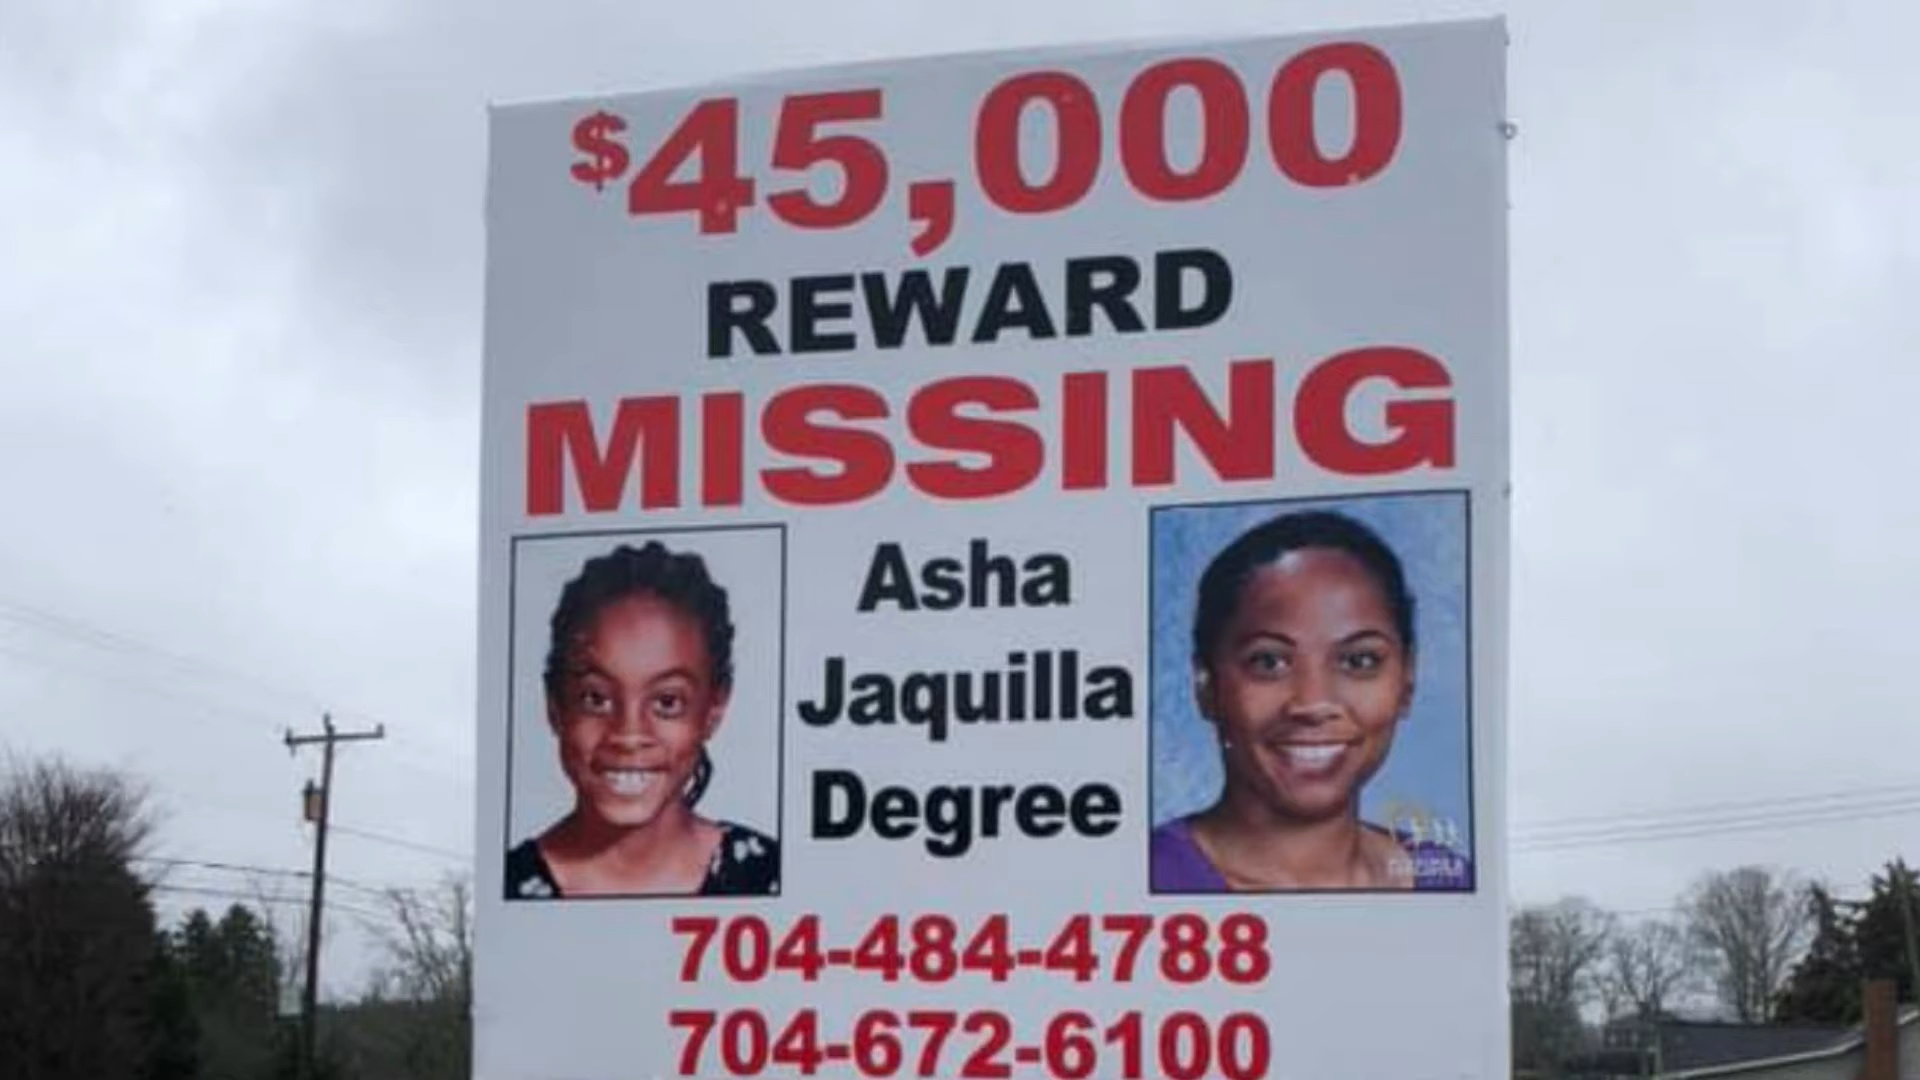 $45,000
REWARD
MISSING
Asha
Jaquilla
Degree
704-484-4788
704-672-6100